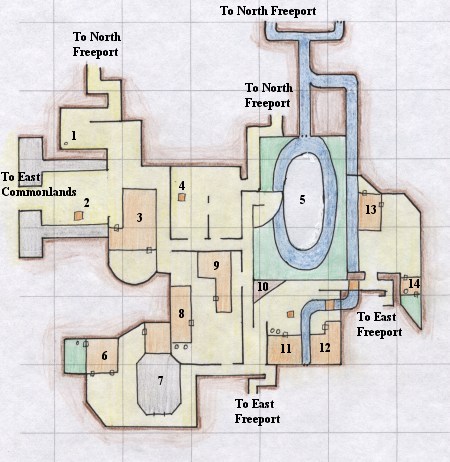 To North Freeport
To North
Freeport
To North
Freeport
1
To East
Commonlands
2
3
4
5
13
9
10
14
8
To East
Freeport
6
7
11
12
To East
Freeport